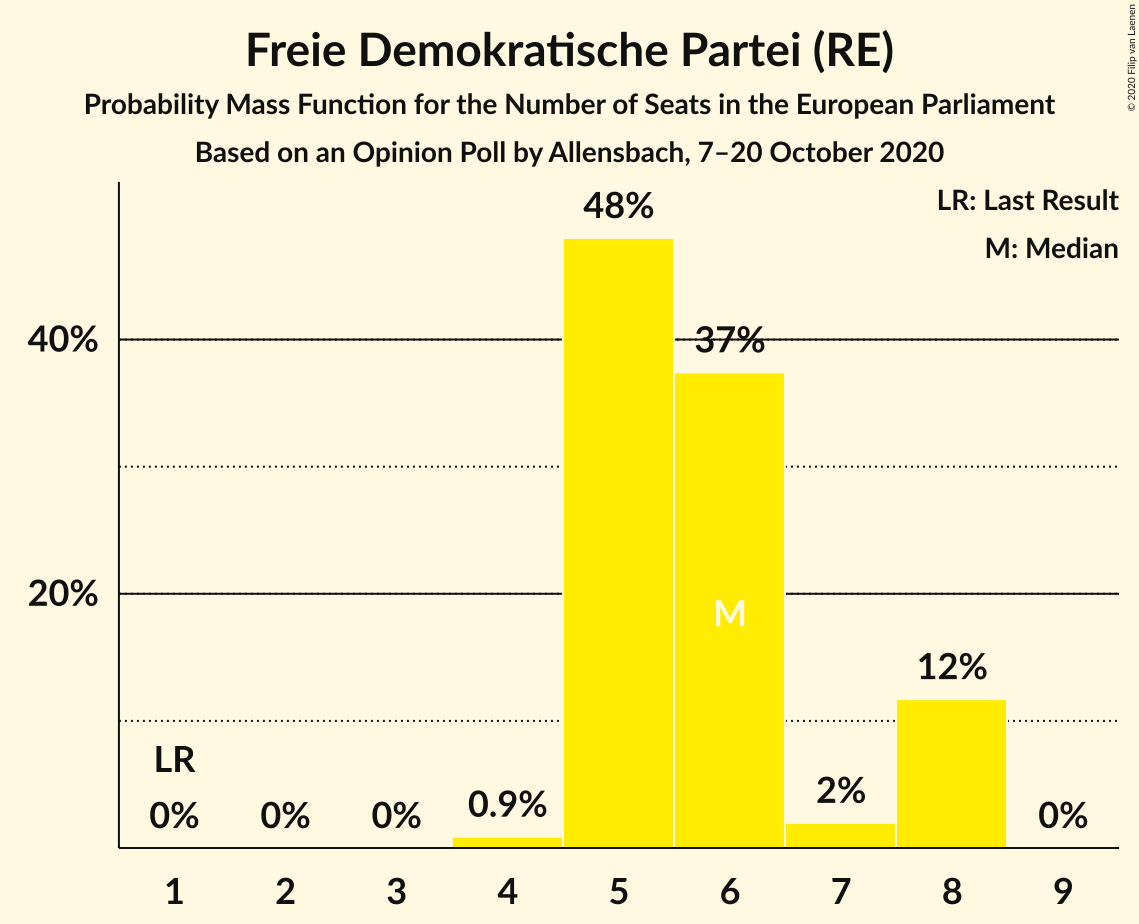 Freie Demokratische Partei (RE)
Probability Mass Function for the Number of Seats in the European Parliament
Based on an Opinion Poll by Allensbach, 7–20 October 2020
© 2020 Filip van Laenen
LR: Last Result
M: Median
48%
40%
37%
20%
M
12%
LR
0%
0%
0%
0.9%
2%
0%
1 2 3 4 5 6 7 8 9